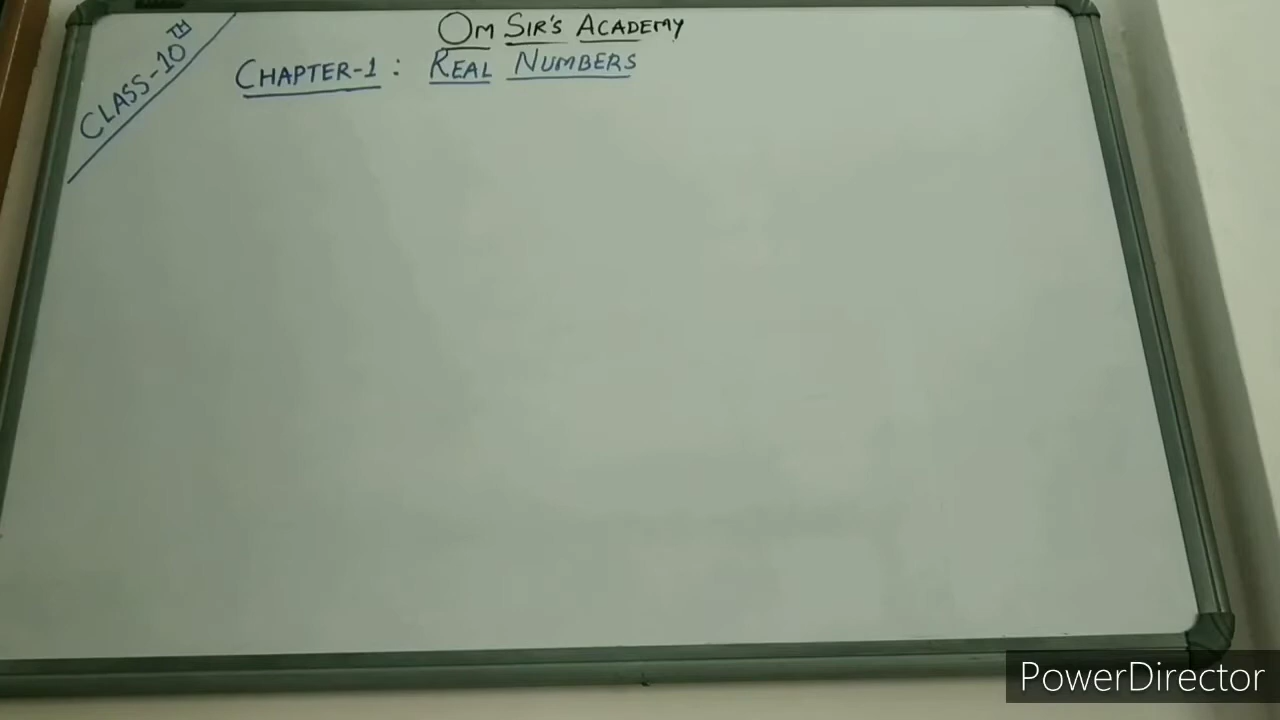 CLASS-10TH
OM SIR'S ACADEMY
CHAPTER-1: REAL NUMBERS
PowerDirector